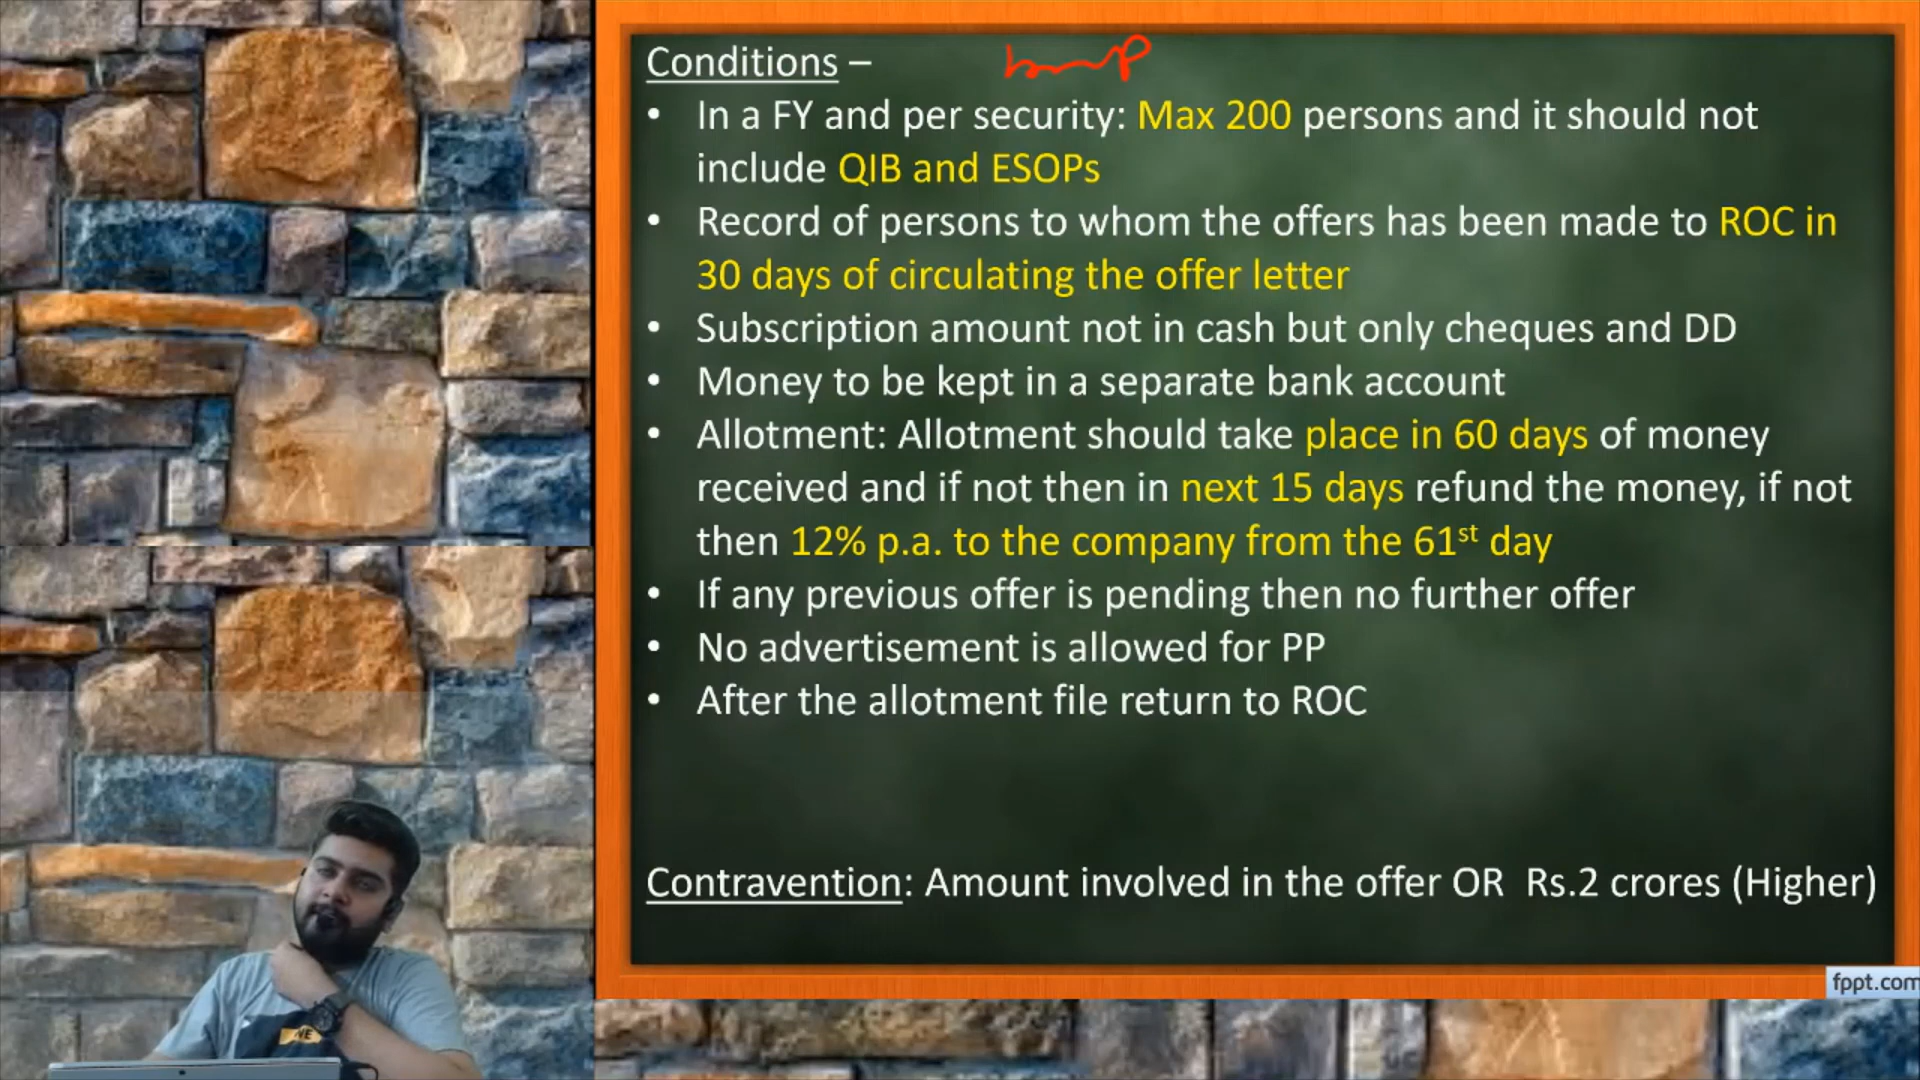 Conditions –
• In a FY and per security: Max 200 persons and it should not
include QIB and ESOPs
• Record of persons to whom the offers has been made to ROC in
30 days of circulating the offer letter
• Subscription amount not in cash but only cheques and DD
• Money to be kept in a separate bank account
• Allotment: Allotment should take place in 60 days of money
received and if not then in next 15 days refund the money, if not
then 12% p.a. to the company from the 61st day
• If any previous offer is pending then no further offer
• No advertisement is allowed for PP
• After the allotment file return to ROC
Contravention: Amount involved in the offer OR Rs.2 crores (Higher)
fppt.com
NE